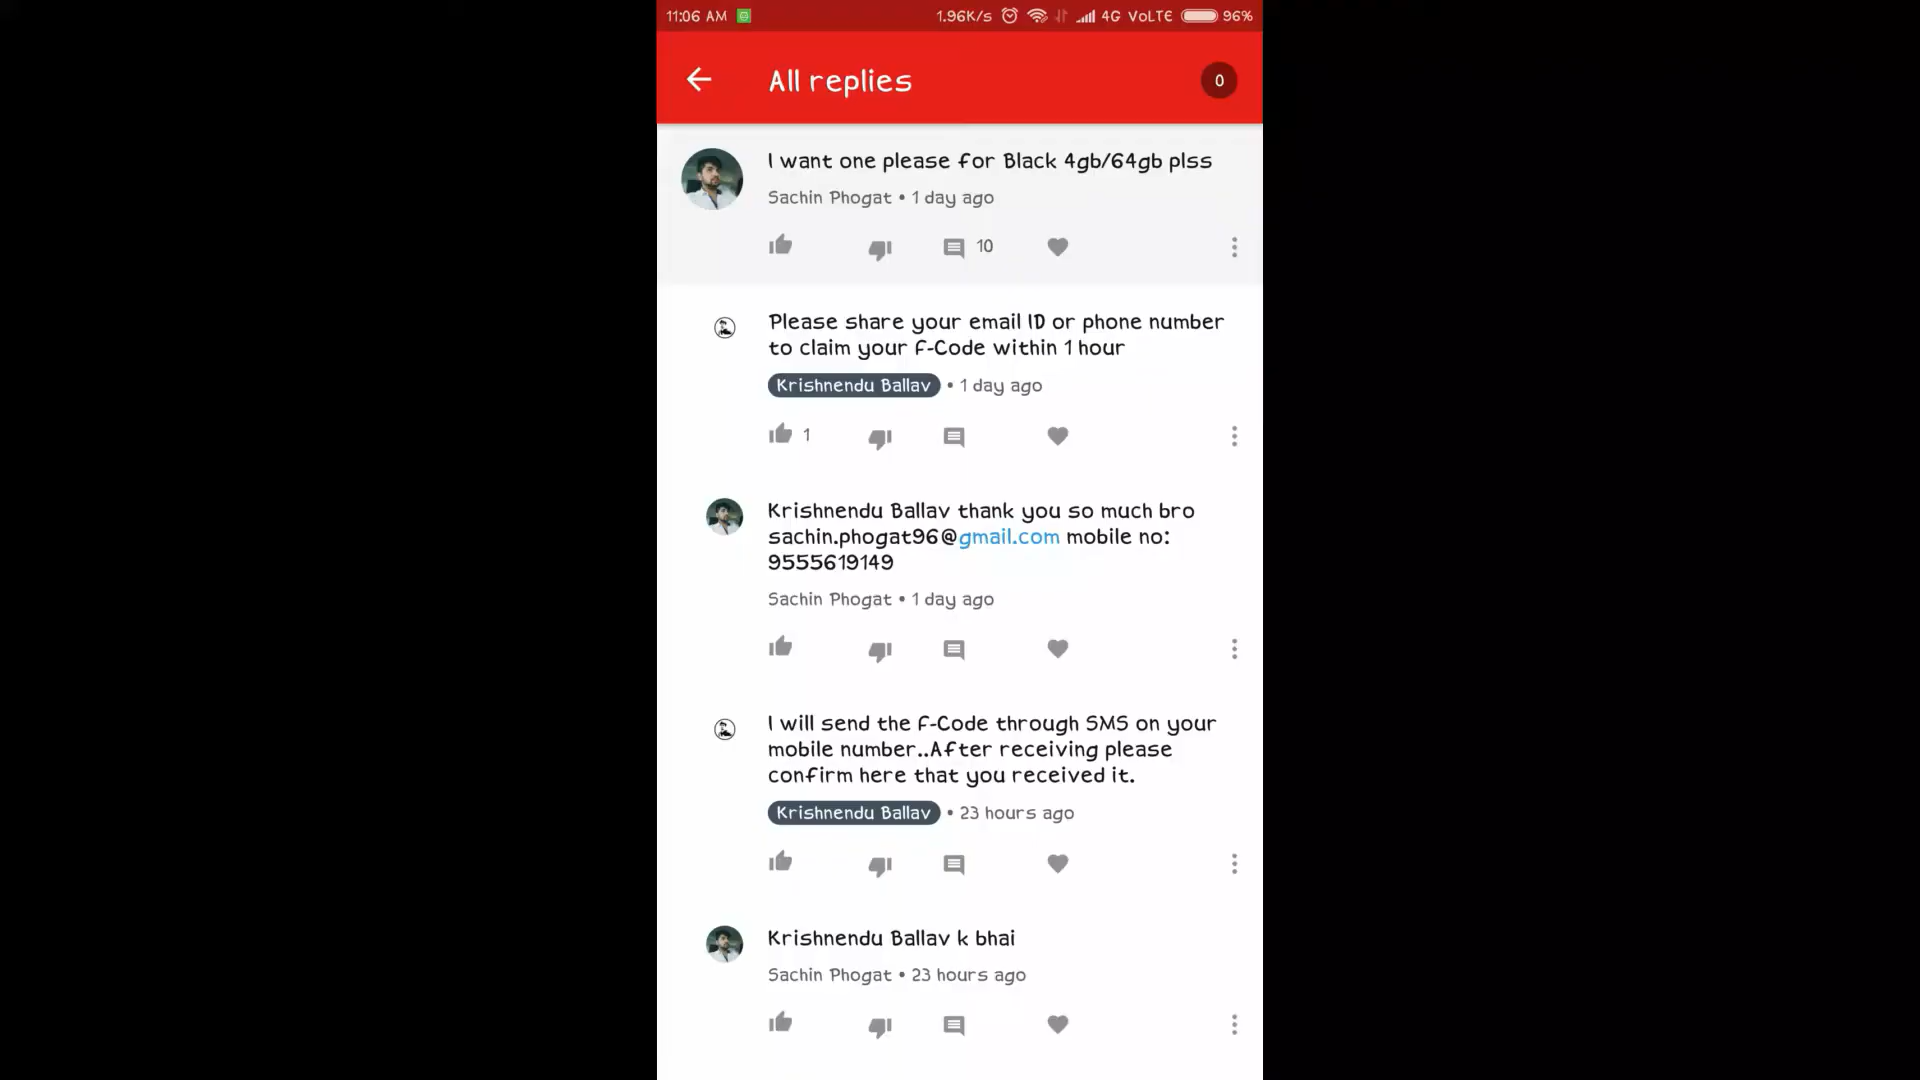 11:06 AM 1.96K/s 4G VoLTE 96%
All replies 0
I want one please for Black 4gb/64gb plss
Sachin Phogat • 1 day ago
10
Please share your email ID or phone number
to claim your F-Code within 1 hour
Krishnendu Ballav • 1 day ago
1
Krishnendu Ballav thank you so much bro
sachin.phogat96@gmail.com mobile no:
9555619149
Sachin Phogat • 1 day ago
I will send the F-Code through SMS on your
mobile number..After receiving please
confirm here that you received it.
Krishnendu Ballav • 23 hours ago
Krishnendu Ballav k bhai
Sachin Phogat • 23 hours ago